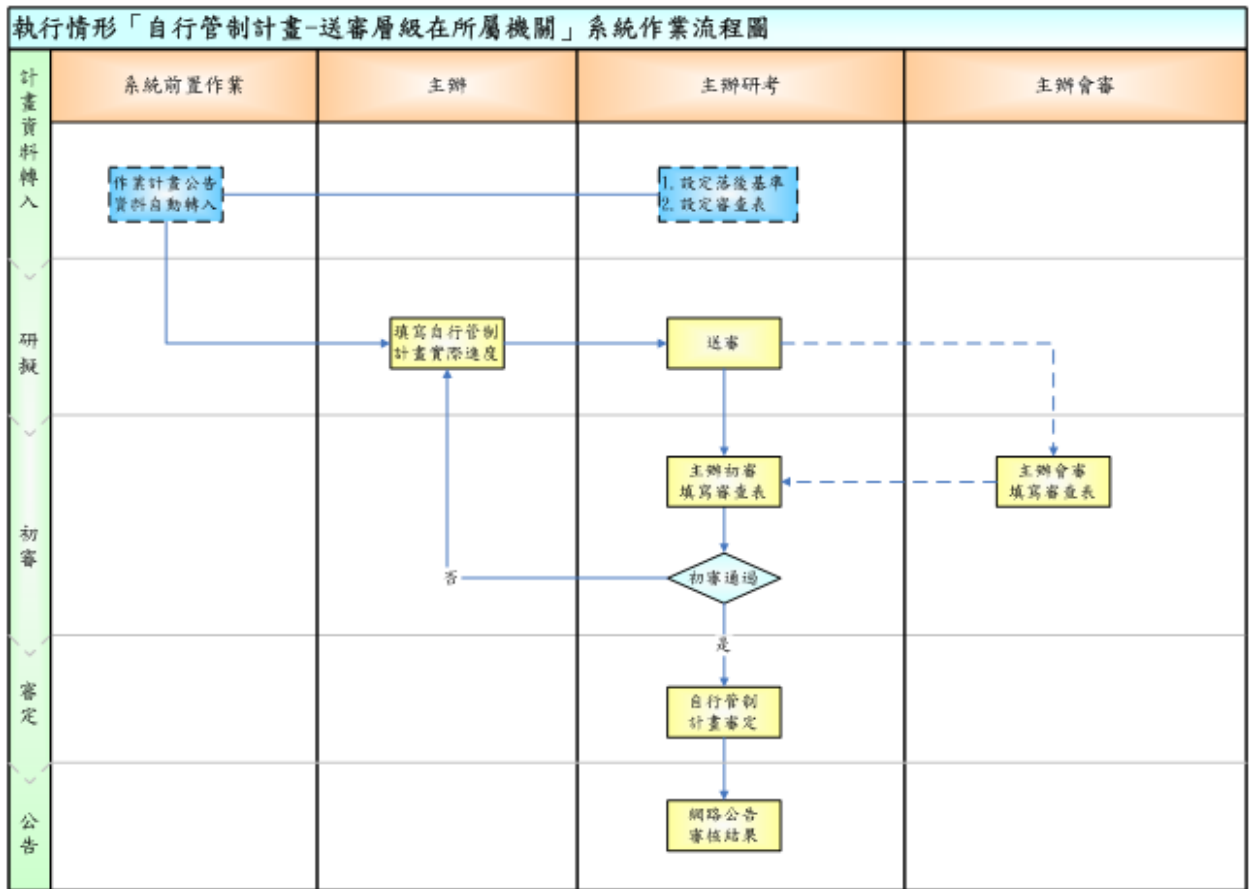 執行情形「自行管制計畫-送審層級在所屬機關」系統作業流程圖
系統前置作業
主辦
主辦研考
主辦會審
計畫資料轉入
作業計畫公告
資料自動轉入
1. 設定落後基準
2. 設定審查表
研擬
填寫自行管制
計畫實際進度
送審
初審
主辦初審
填寫審查表
主辦會審
填寫審查表
初審通過
否
是
審定
自行管制
計畫審定
公告
網路公告
審核結果